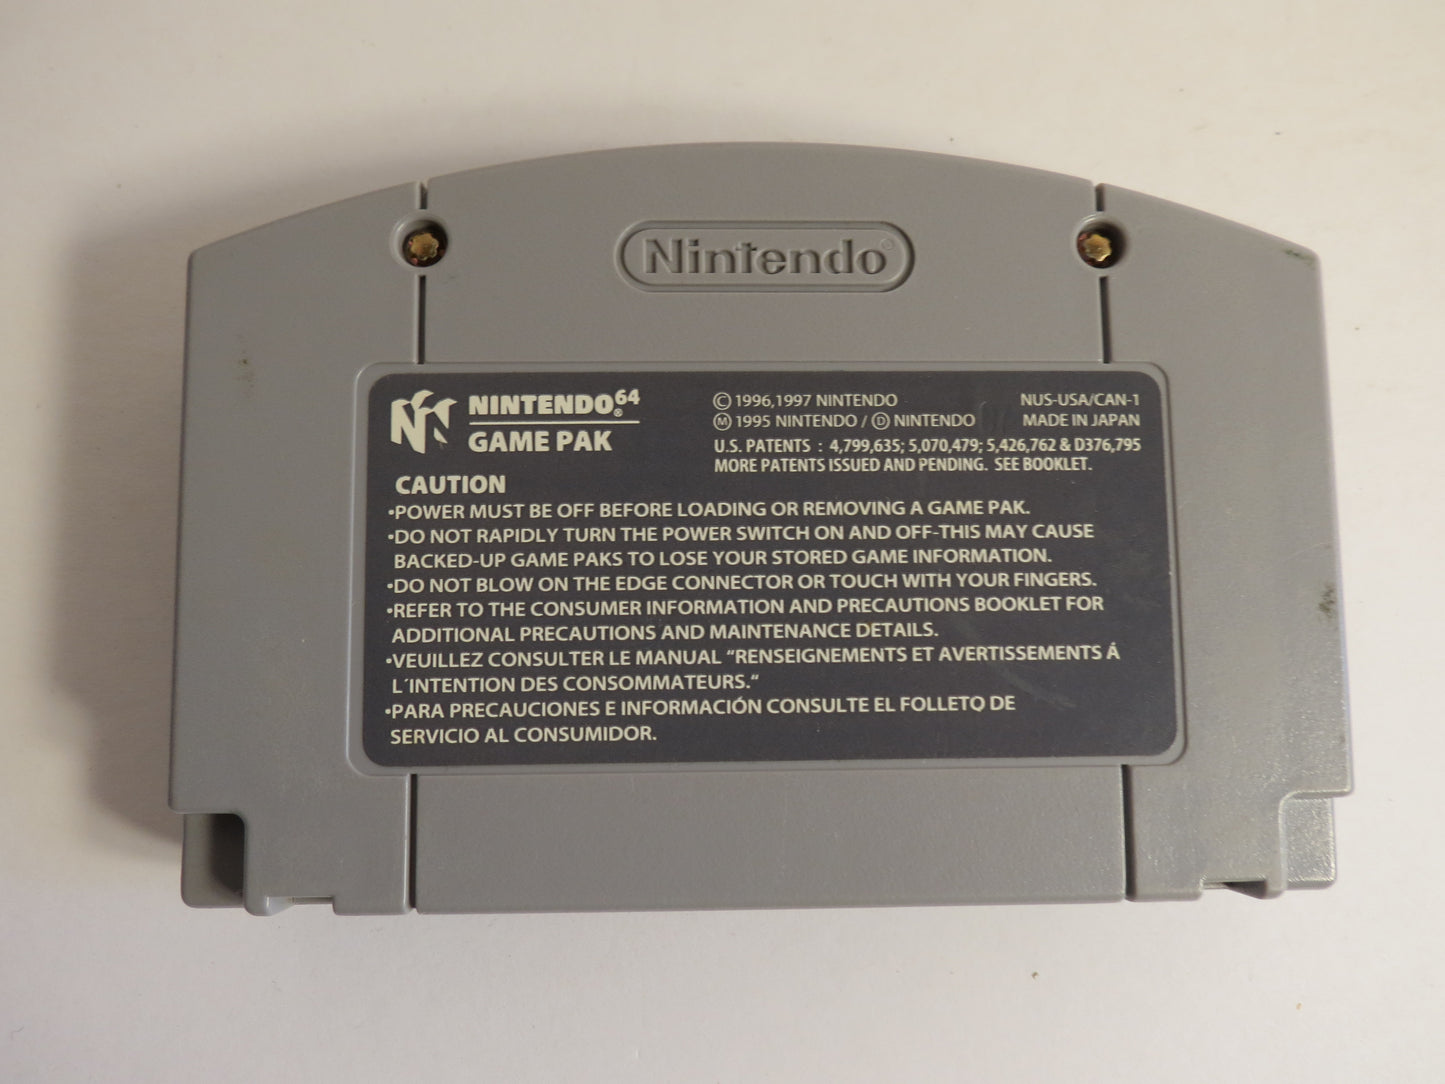 Nintendo®
NINTENDO®64
GAME PAK
© 1996,1997 NINTENDO
Ⓜ 1995 NINTENDO / Ⓓ NINTENDO
NUS-USA/CAN-1
MADE IN JAPAN
U.S. PATENTS : 4,799,635; 5,070,479; 5,426,762 & D376,795
MORE PATENTS ISSUED AND PENDING. SEE BOOKLET.
CAUTION
•POWER MUST BE OFF BEFORE LOADING OR REMOVING A GAME PAK.
•DO NOT RAPIDLY TURN THE POWER SWITCH ON AND OFF-THIS MAY CAUSE
BACKED-UP GAME PAKS TO LOSE YOUR STORED GAME INFORMATION.
•DO NOT BLOW ON THE EDGE CONNECTOR OR TOUCH WITH YOUR FINGERS.
•REFER TO THE CONSUMER INFORMATION AND PRECAUTIONS BOOKLET FOR
ADDITIONAL PRECAUTIONS AND MAINTENANCE DETAILS.
•VEUILLEZ CONSULTER LE MANUAL "RENSEIGNEMENTS ET AVERTISSEMENTS Á
L´INTENTION DES CONSOMMATEURS."
•PARA PRECAUCIONES E INFORMACIÓN CONSULTE EL FOLLETO DE
SERVICIO AL CONSUMIDOR.